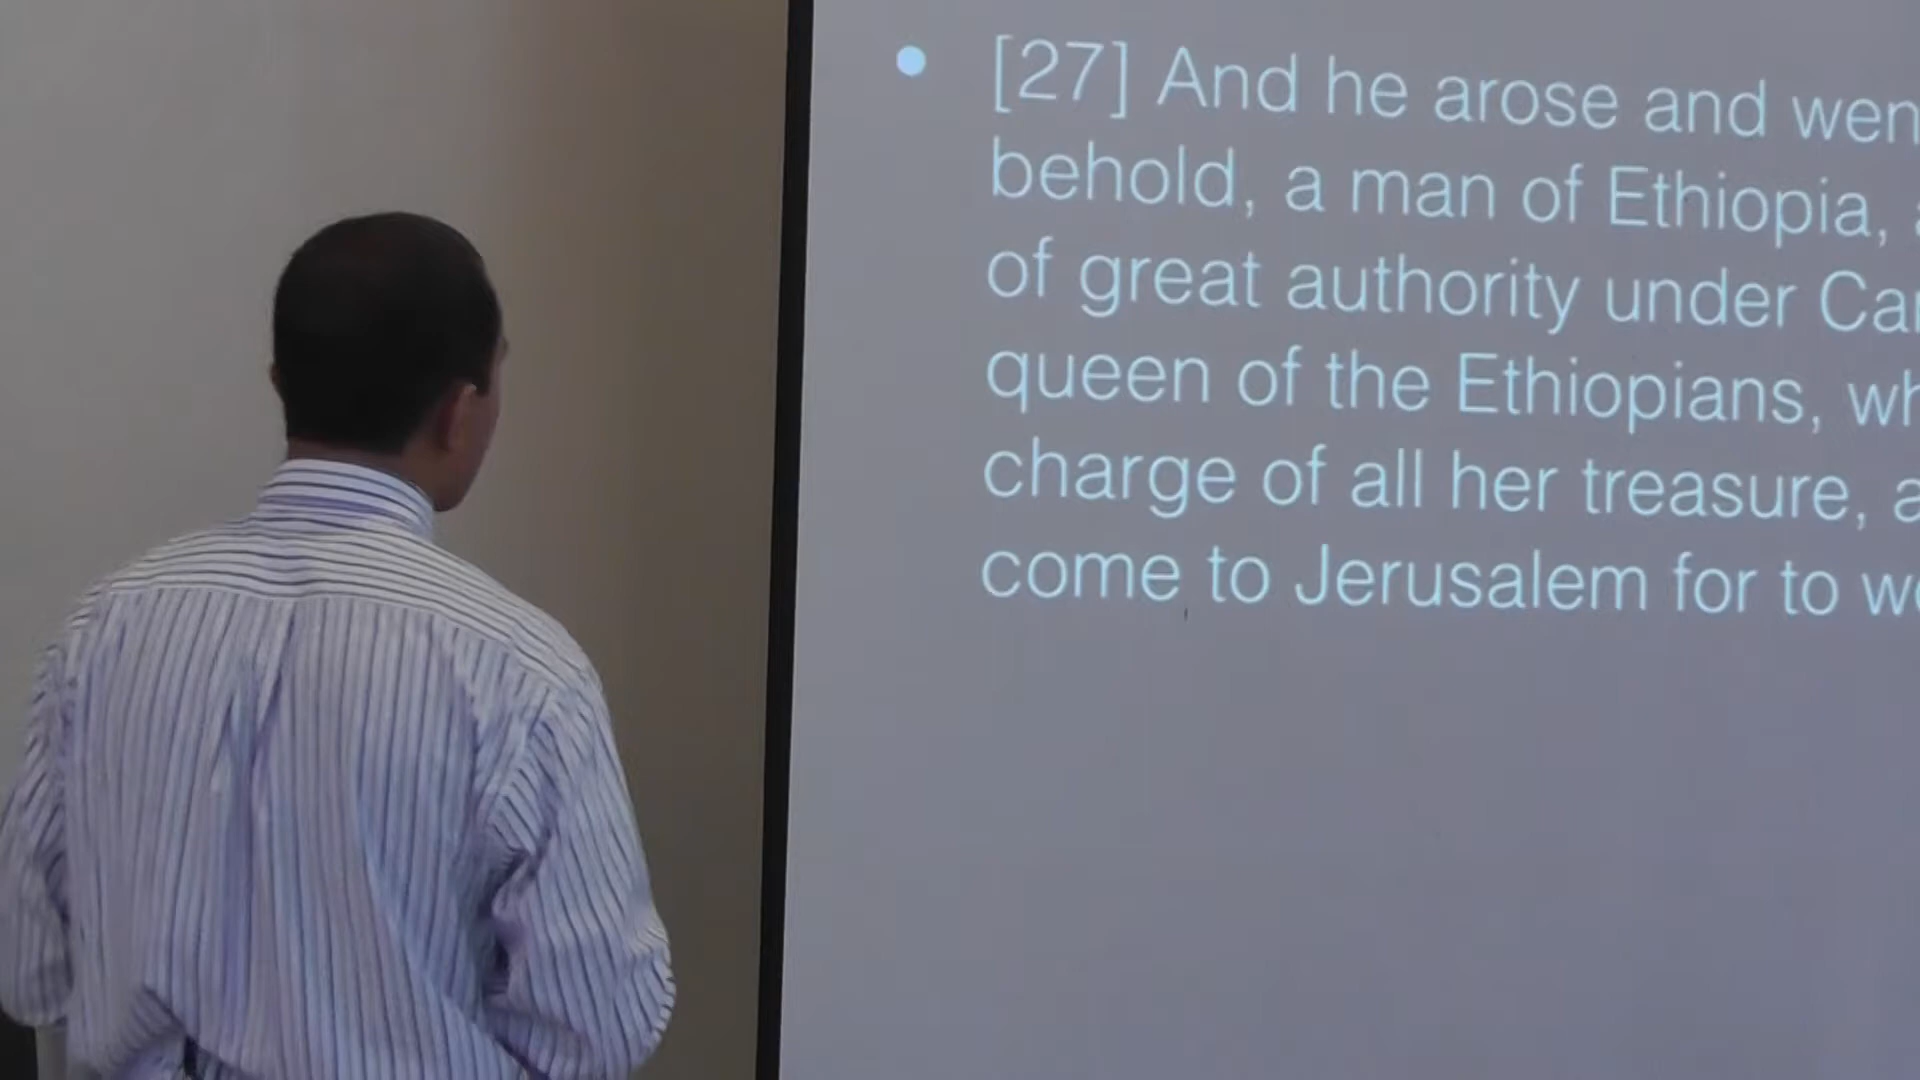 [27] And he arose and wen
behold, a man of Ethiopia,
of great authority under Ca
queen of the Ethiopians, wh
charge of all her treasure, a
come to Jerusalem for to w